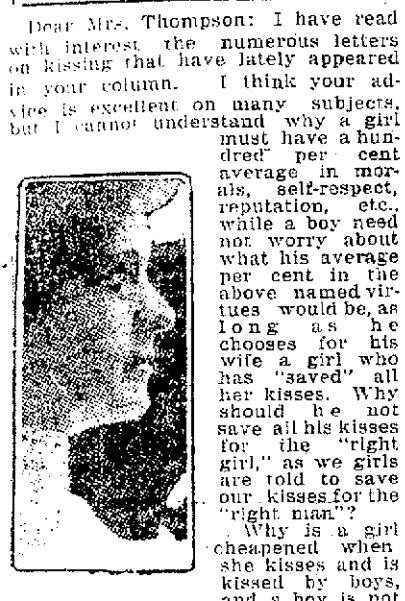 Dear Mrs. Thompson: I have read
with interest the numerous letters
on kissing that have lately appeared
in your column. I think your ad-
vice is excellent on many subjects,
but I cannot understand why a girl
must have a hun-
dred per cent
average in mor-
als, self-respect,
reputation, etc.,
while a boy need
not worry about
what his average
per cent in the
above named vir-
tues would be, as
long as he
chooses for his
wife a girl who
has "saved" all
her kisses. Why
should he not
save all his kisses
for the "right
girl," as we girls
are told to save
our kisses for the
"right man"?
Why is a girl
cheapened when
she kisses and is
kissed by boys,
and a boy is not